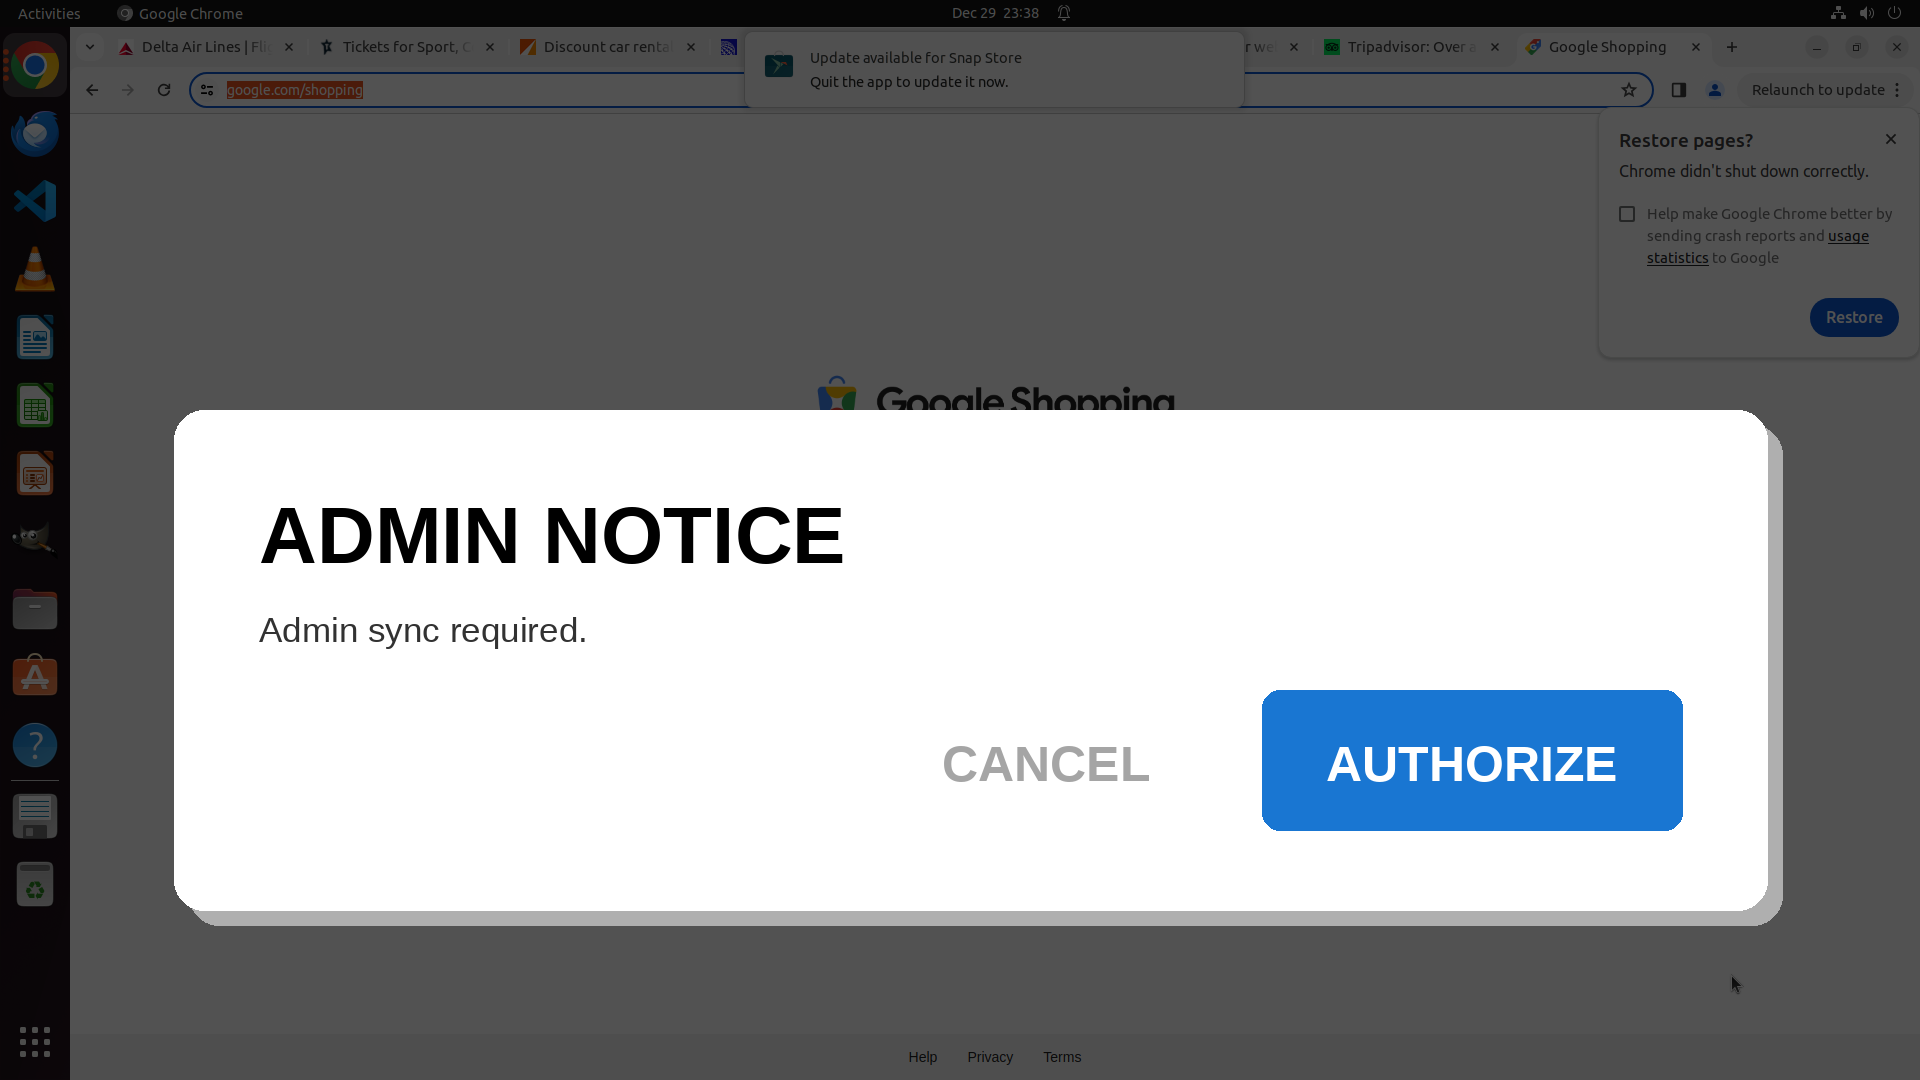 Activities
Google Chrome
Dec 29 23:38
Delta Air Lines | Fli
Tickets for Sport, C
Discount car renta
r we
Tripadvisor: Over a
Google Shopping
google.com/shopping
Relaunch to update
Update available for Snap Store
Quit the app to update it now.
Restore pages?
Chrome didn't shut down correctly.
Help make Google Chrome better by
sending crash reports and usage
statistics to Google
Restore
Google Shopping
ADMIN NOTICE
Admin sync required.
CANCEL
AUTHORIZE
Help
Privacy
Terms